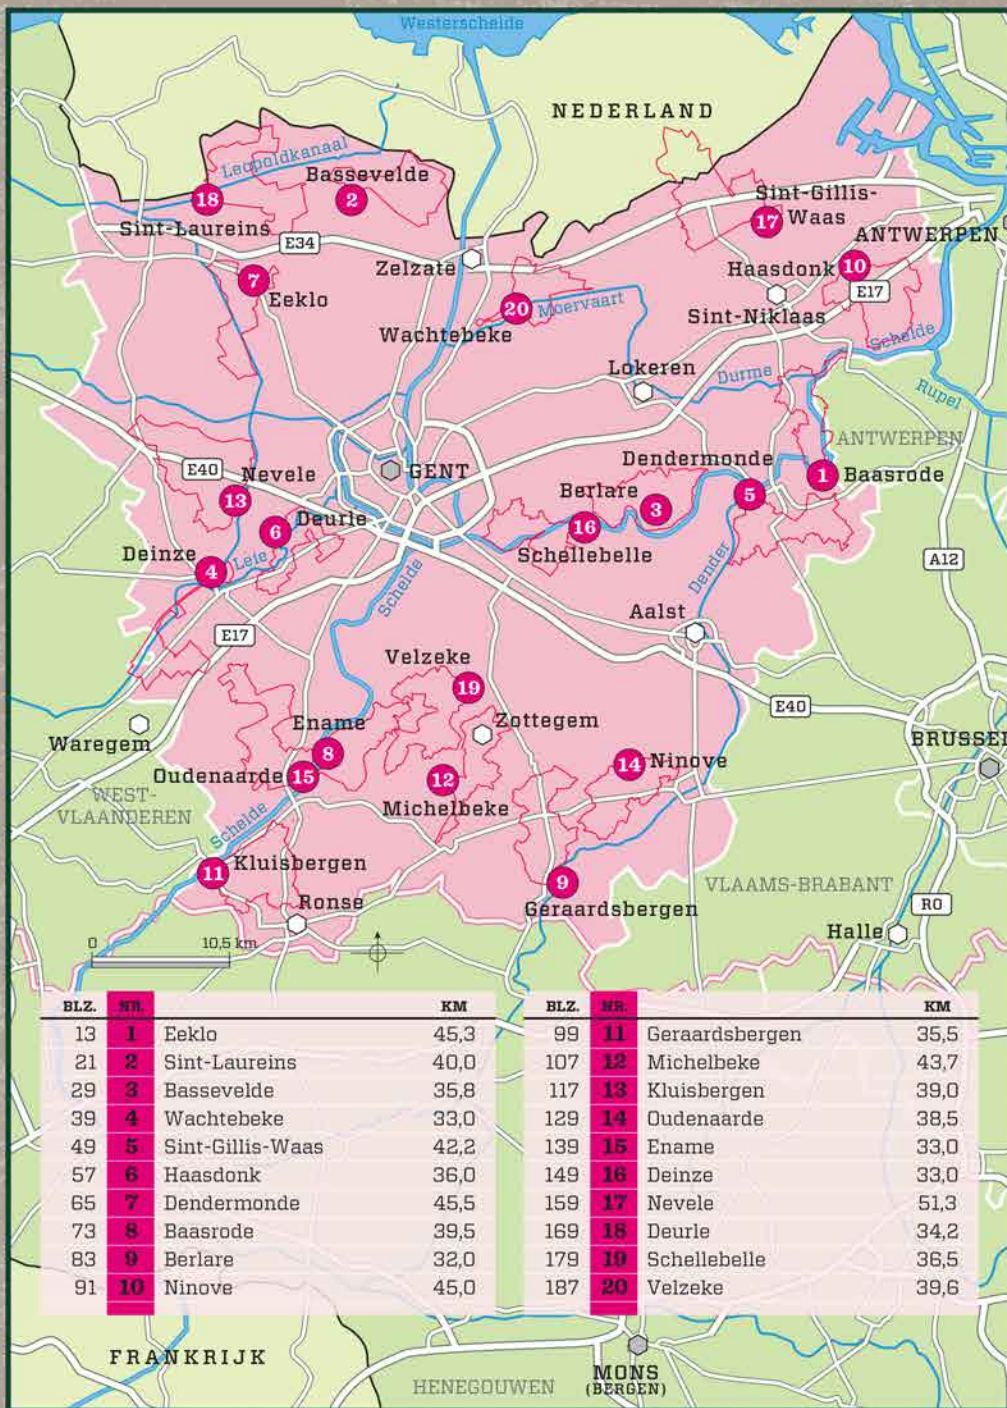 Westerschelde
NEDERLAND
Leopoldkanaal
Bassevelde
18
2
Sint-Laureins
Sint-Gillis-
Waas
17
ANTWERPEN
E34
Zelzate
7
Eeklo
Haasdonk
10
E17
20
Moervaart
Wachtebeke
Sint-Niklaas
Schelde
Lokeren
Durme
Rupel
ANTWERPEN
E40
Nevele
GENT
Dendermonde
1
Baasrode
13
Deurle
Berlare
5
6
3
16
Schellebelle
Deinze
4
Leie
Schelde
Dender
A12
Aalst
E17
Velzeke
19
E40
Waregem
Ename
8
Zottegem
BRUSSEL
Oudenaarde
15
12
Michelbeke
14
Ninove
WEST-
VLAANDEREN
Schelde
11
Kluisbergen
9
Geraardsbergen
VLAAMS-BRABANT
R0
Ronse
Halle
0 10,5 km
BLZ. NR. KM
13 1 Eeklo 45,3
21 2 Sint-Laureins 40,0
29 3 Bassevelde 35,8
39 4 Wachtebeke 33,0
49 5 Sint-Gillis-Waas 42,2
57 6 Haasdonk 36,0
65 7 Dendermonde 45,5
73 8 Baasrode 39,5
83 9 Berlare 32,0
91 10 Ninove 45,0
BLZ. NR. KM
99 11 Geraardsbergen 35,5
107 12 Michelbeke 43,7
117 13 Kluisbergen 39,0
129 14 Oudenaarde 38,5
139 15 Ename 33,0
149 16 Deinze 33,0
159 17 Nevele 51,3
169 18 Deurle 34,2
179 19 Schellebelle 36,5
187 20 Velzeke 39,6
FRANKRIJK
HENEGOUWEN
MONS
(BERGEN)